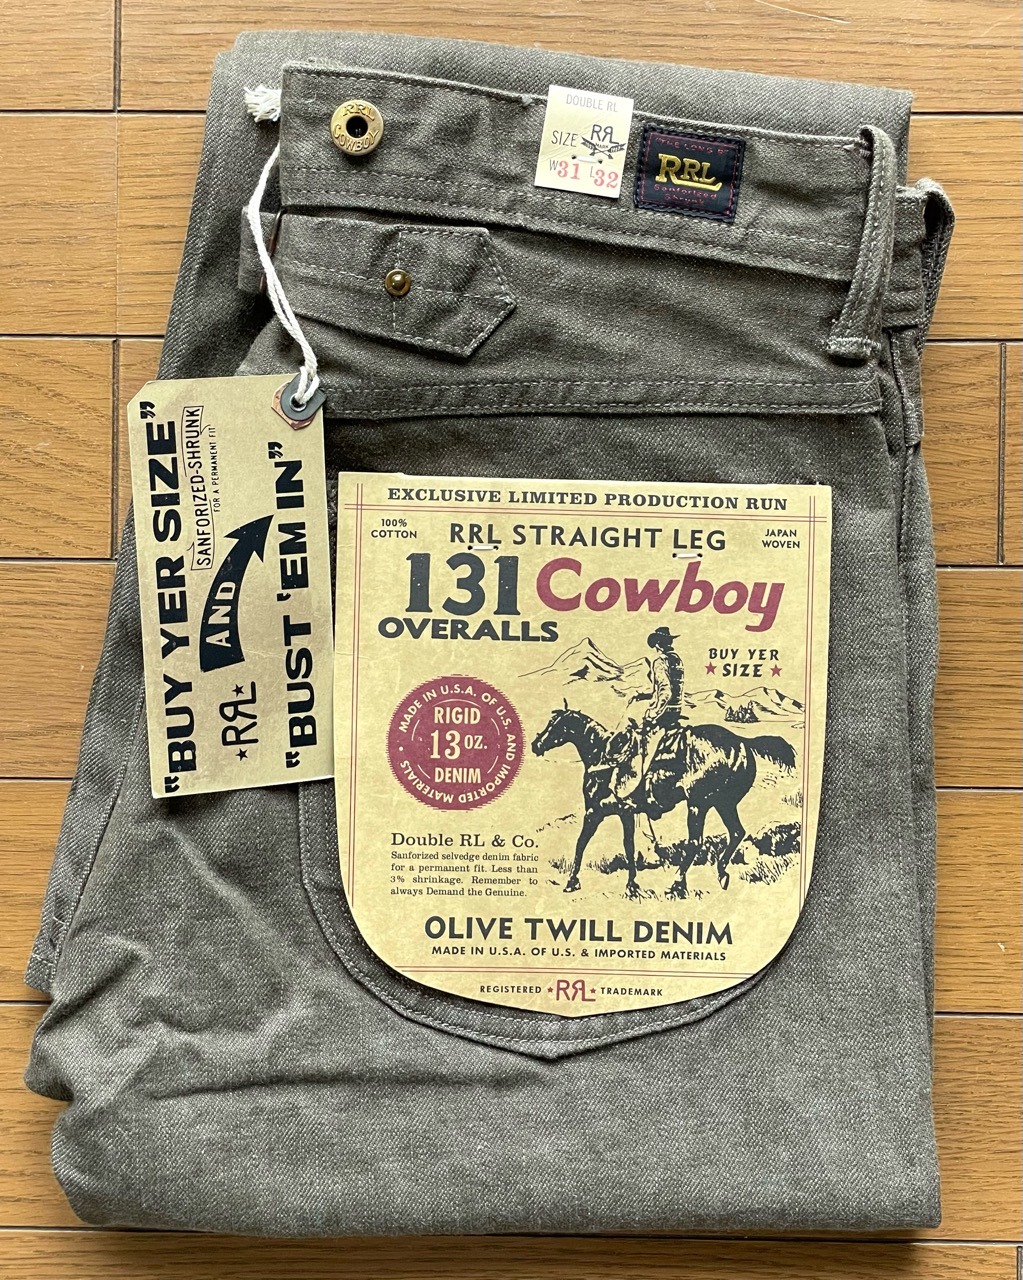 RRL
COWBOY
DOUBLE RL
SIZE RRL
W31 L32
RRL
Sanforized
Shrunk
"BUY YER SIZE"
SANFORIZED-SHRUNK
FOR A PERMANENT FIT
AND
RRL
"BUST 'EM IN"
EXCLUSIVE LIMITED PRODUCTION RUN
100%
COTTON
RRL STRAIGHT LEG
JAPAN
WOVEN
131 Cowboy
OVERALLS
BUY YER
SIZE
MADE IN U.S.A. OF U.S. AND IMPORTED MATERIALS
RIGID
13 oz.
DENIM
Double RL & Co.
Sanforized selvedge denim fabric
for a permanent fit. Less than
3% shrinkage. Remember to
always Demand the Genuine.
OLIVE TWILL DENIM
MADE IN U.S.A. OF U.S. & IMPORTED MATERIALS
REGISTERED RRL TRADEMARK